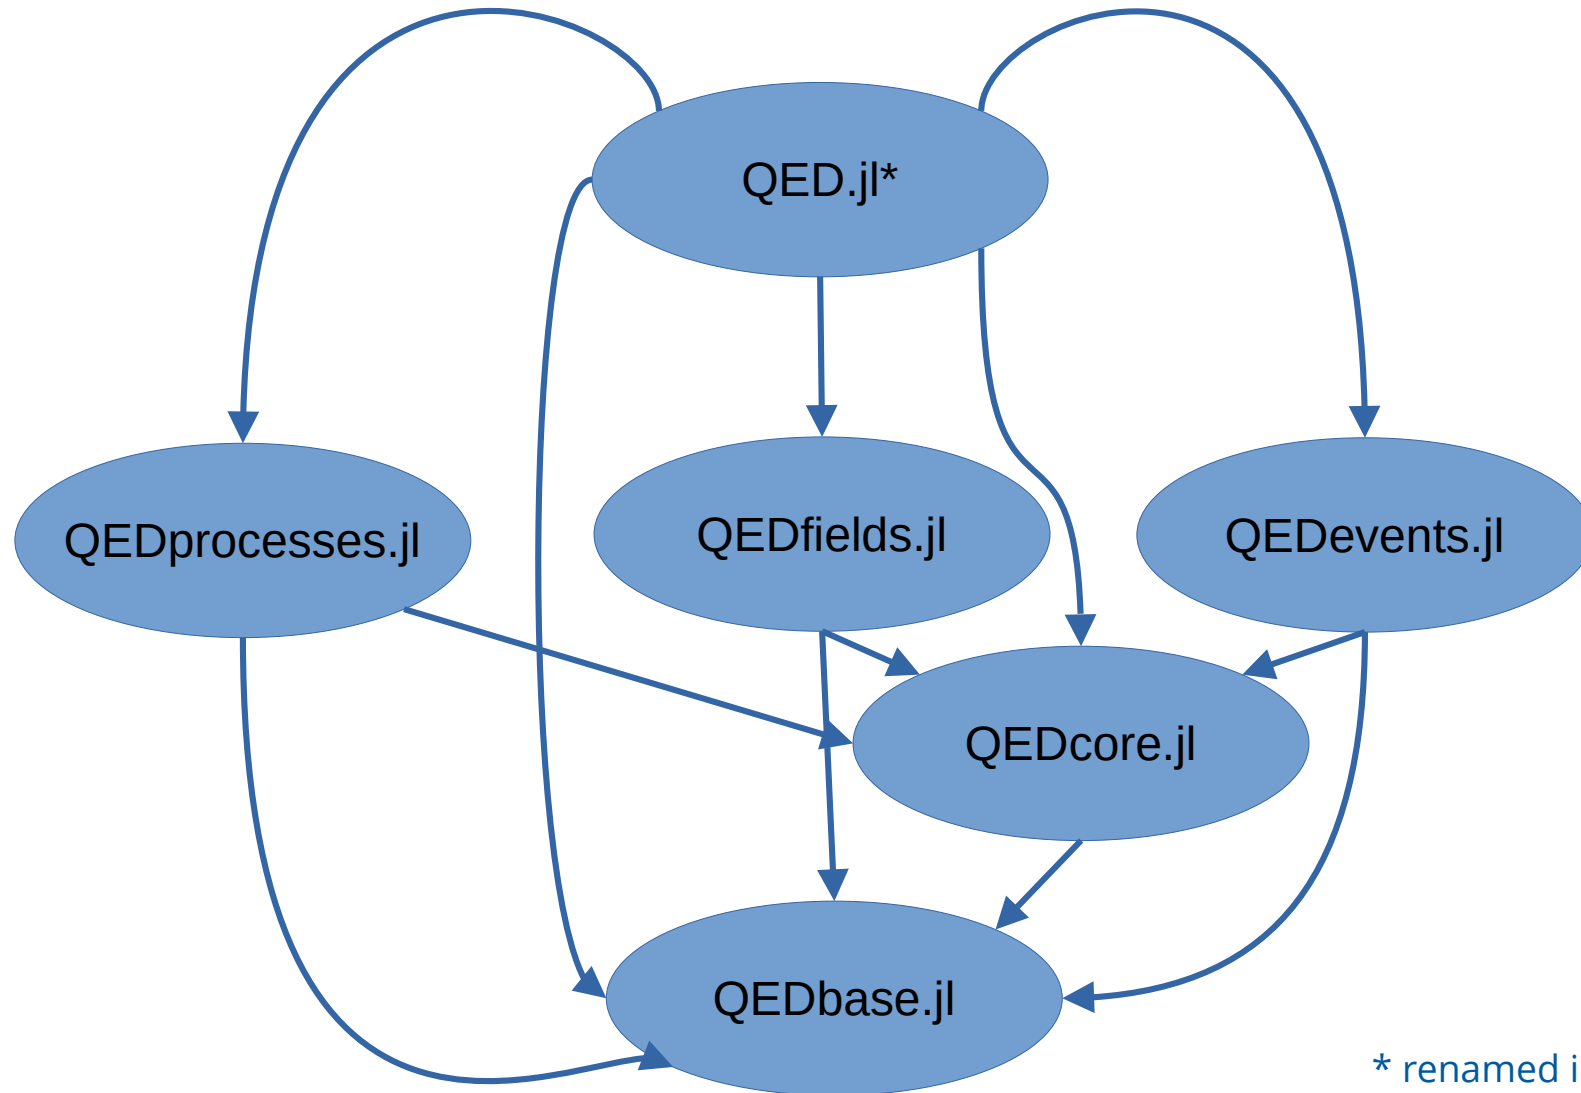 QED.jl*
QEDprocesses.jl
QEDfields.jl
QEDevents.jl
QEDcore.jl
QEDbase.jl
* renamed i